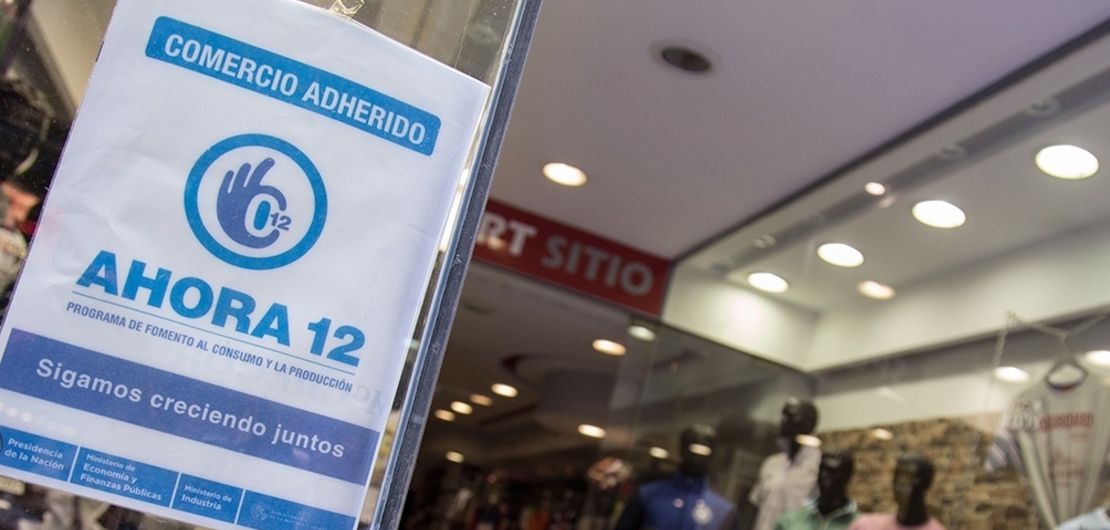 COMERCIO ADHERIDO
12
AHORA 12
PROGRAMA DE FOMENTO AL CONSUMO Y LA PRODUCCIÓN
Sigamos creciendo juntos
Presidencia
de la Nación
Ministerio de
Economía y
Finanzas Públicas
Ministerio de
Industria
RT SITIO